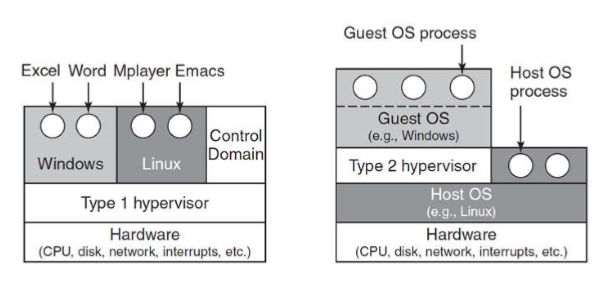 Excel Word Mplayer Emacs
Windows
Linux
Control
Domain
Type 1 hypervisor
Hardware
(CPU, disk, network, interrupts, etc.)
Guest OS process
Host OS
process
Guest OS
(e.g., Windows)
Type 2 hypervisor
Host OS
(e.g., Linux)
Hardware
(CPU, disk, network, interrupts, etc.)